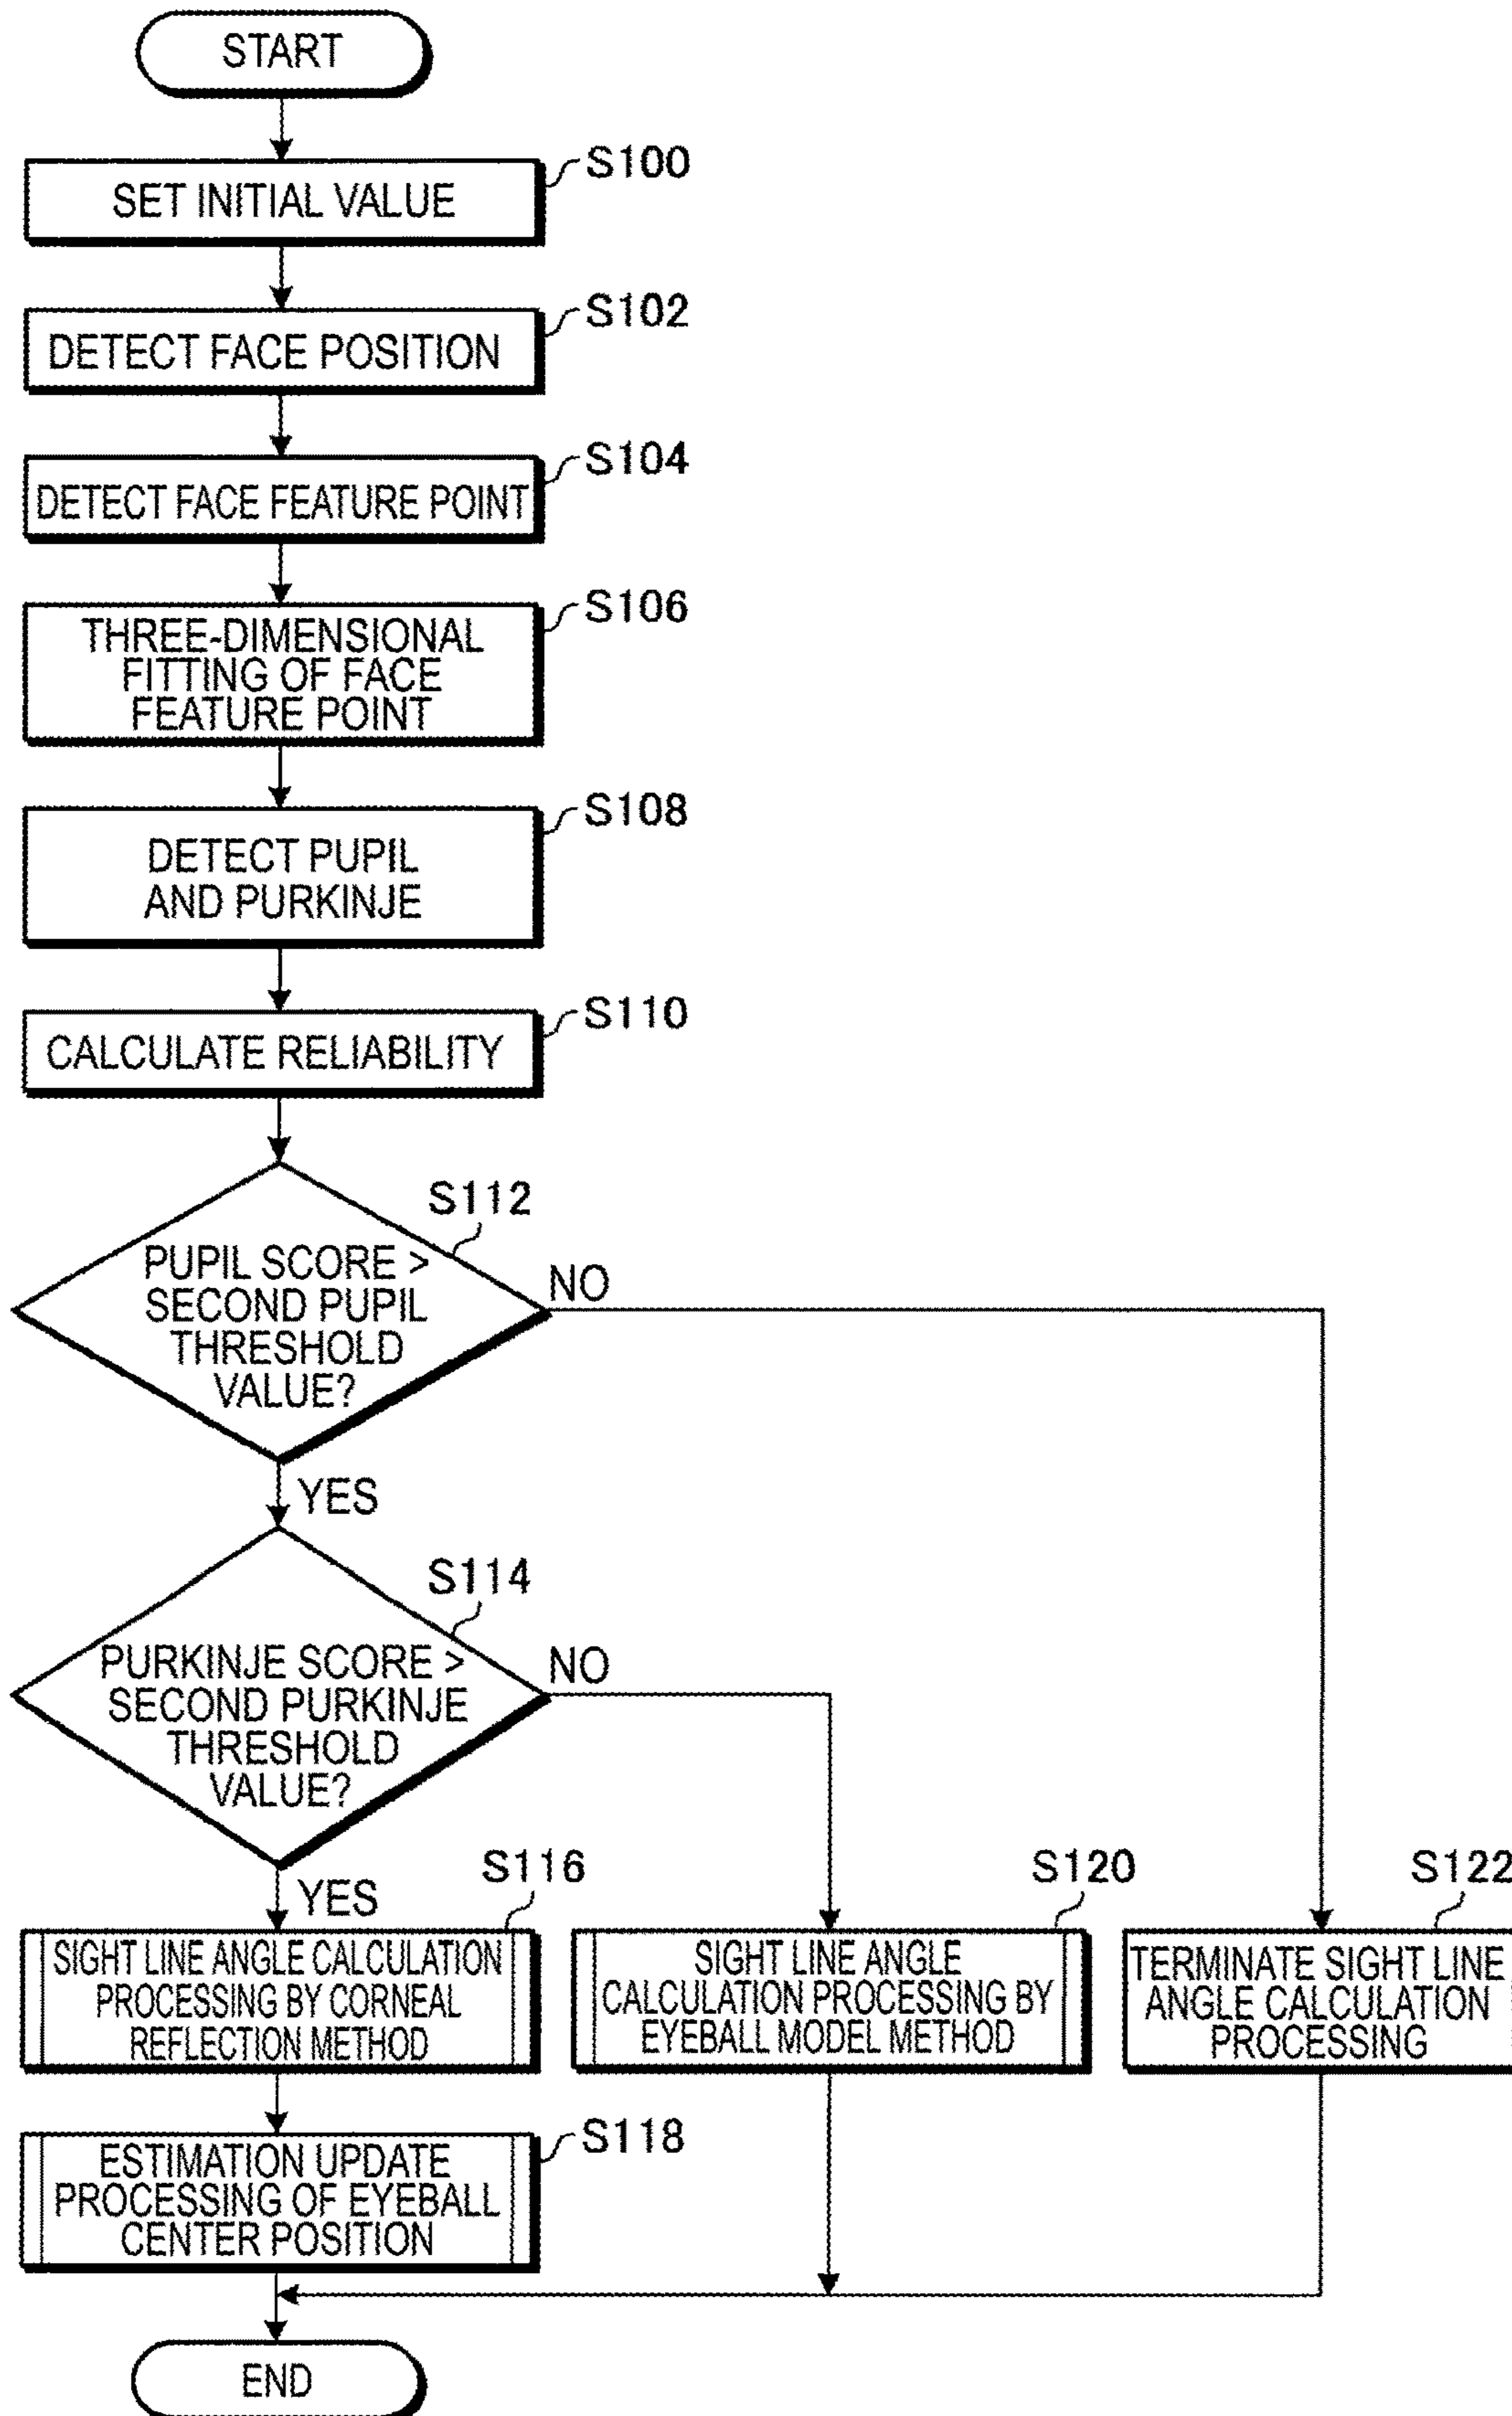 START
S100
SET INITIAL VALUE
S102
DETECT FACE POSITION
S104
DETECT FACE FEATURE POINT
S106
THREE-DIMENSIONAL
FITTING OF FACE
FEATURE POINT
S108
DETECT PUPIL
AND PURKINJE
S110
CALCULATE RELIABILITY
S112
PUPIL SCORE >
SECOND PUPIL
THRESHOLD
VALUE?
NO
YES
S114
PURKINJE SCORE >
SECOND PURKINJE
THRESHOLD
VALUE?
NO
YES
S116
SIGHT LINE ANGLE CALCULATION
PROCESSING BY CORNEAL
REFLECTION METHOD
S120
SIGHT LINE ANGLE
CALCULATION PROCESSING BY
EYEBALL MODEL METHOD
S122
TERMINATE SIGHT LINE
ANGLE CALCULATION
PROCESSING
S118
ESTIMATION UPDATE
PROCESSING OF EYEBALL
CENTER POSITION
END